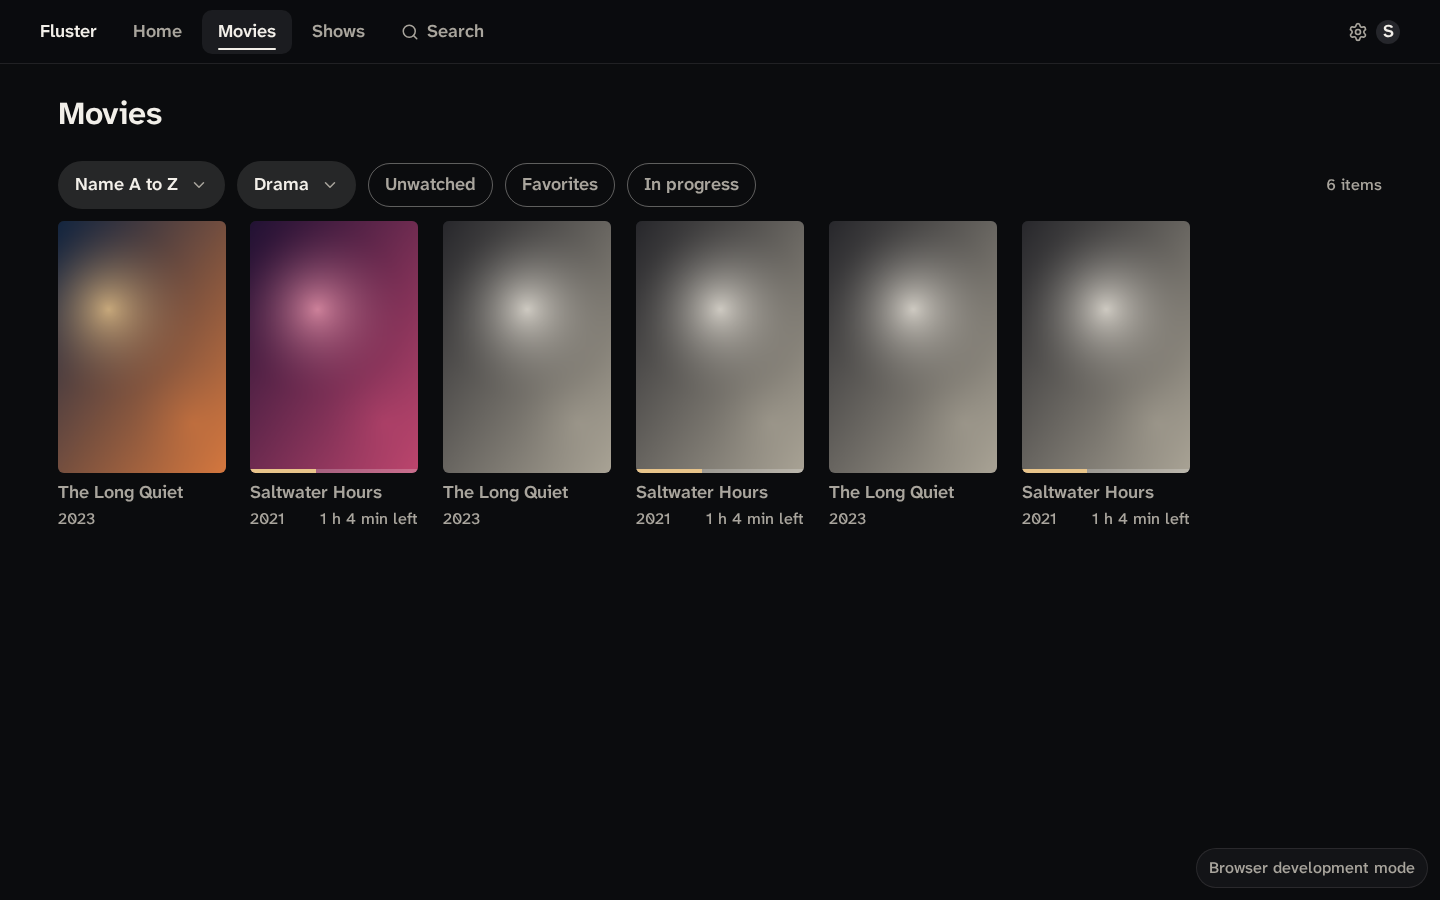 Fluster Home Movies Shows Search S
Movies
Name A to Z Drama Unwatched Favorites In progress 6 items
The Long Quiet Saltwater Hours The Long Quiet Saltwater Hours The Long Quiet Saltwater Hours
2023 2021 1 h 4 min left 2023 2021 1 h 4 min left 2023 2021 1 h 4 min left
Browser development mode